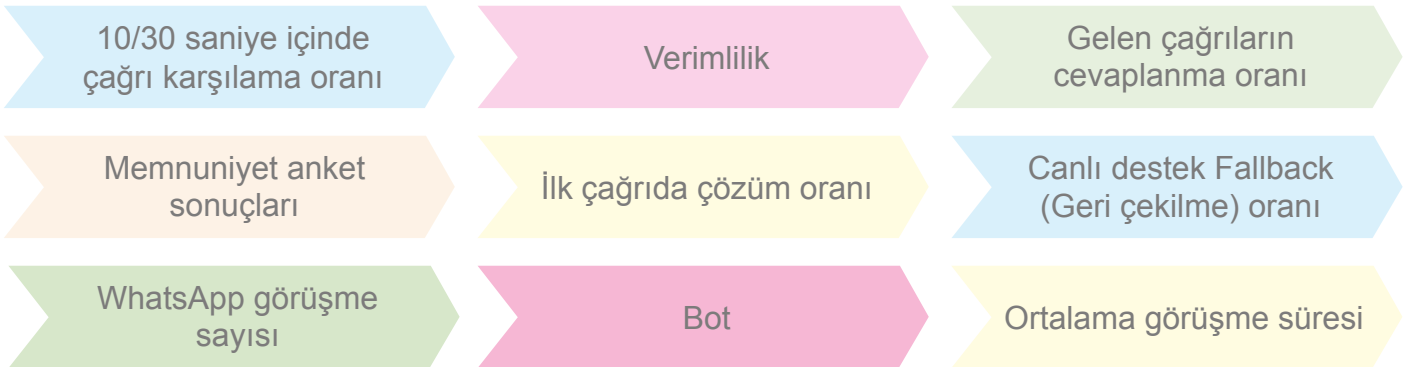 10/30 saniye içinde
çağrı karşılama oranı
Verimlilik
Gelen çağrıların
cevaplanma oranı
Memnuniyet anket
sonuçları
İlk çağrıda çözüm oranı
Canlı destek Fallback
(Geri çekilme) oranı
WhatsApp görüşme
sayısı
Bot
Ortalama görüşme süresi